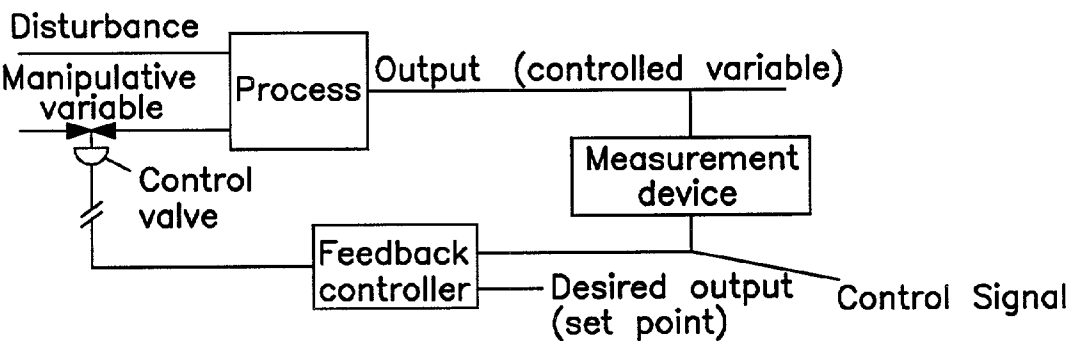 Disturbance
Manipulative
variable
Process
Output (controlled variable)
Measurement
device
Control
valve
Feedback
controller
Desired output
(set point)
Control Signal